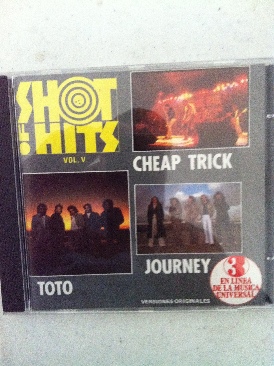 SHOT
OF HITS
VOL. V
CHEAP TRICK
TOTO
JOURNEY
3
EN LINEA
DE LA MUSICA
UNIVERSAL
VERSIONES ORIGINALES